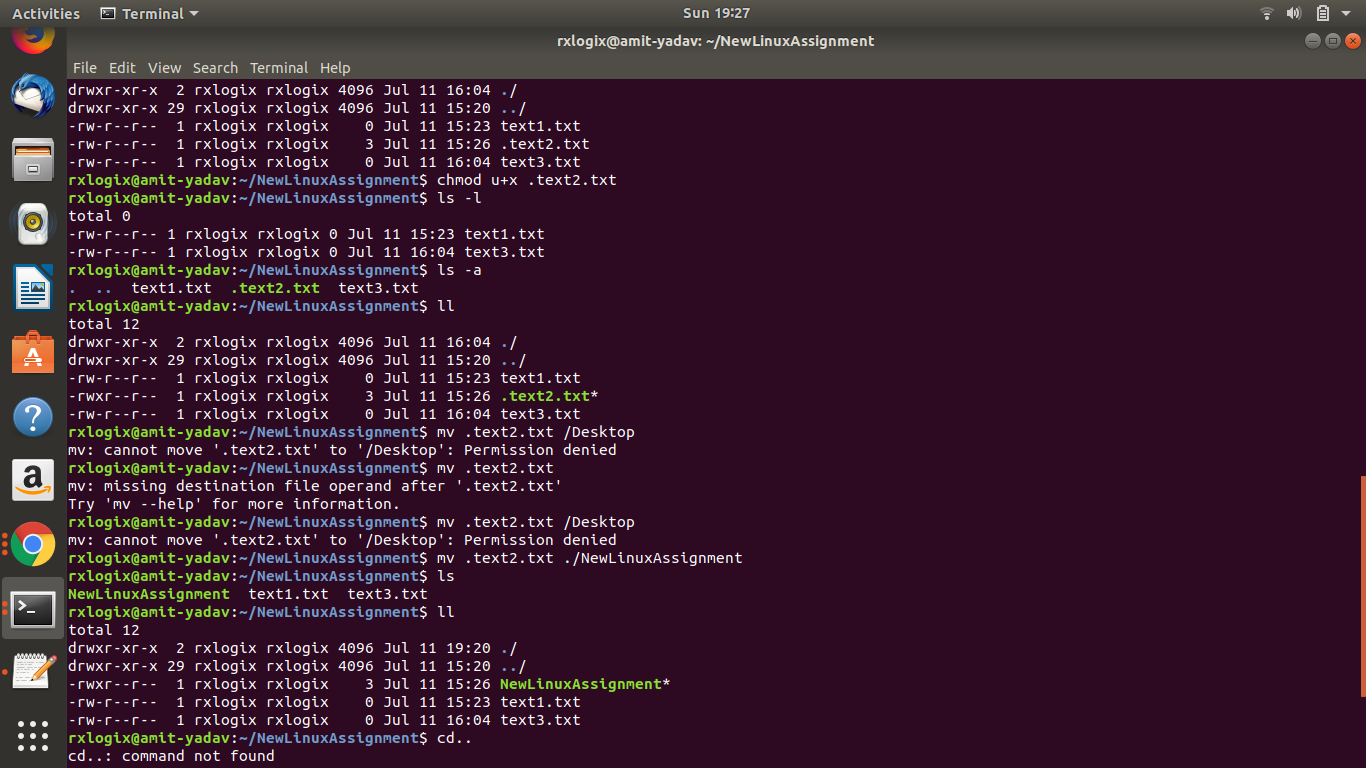 Activities Terminal Sun 19:27
rxlogix@amit-yadav: ~/NewLinuxAssignment
File Edit View Search Terminal Help
drwxr-xr-x  2 rxlogix rxlogix 4096 Jul 11 16:04 ./
drwxr-xr-x 29 rxlogix rxlogix 4096 Jul 11 15:20 ../
-rw-r--r--  1 rxlogix rxlogix    0 Jul 11 15:23 text1.txt
-rw-r--r--  1 rxlogix rxlogix    3 Jul 11 15:26 .text2.txt
-rw-r--r--  1 rxlogix rxlogix    0 Jul 11 16:04 text3.txt
rxlogix@amit-yadav:~/NewLinuxAssignment$ chmod u+x .text2.txt
rxlogix@amit-yadav:~/NewLinuxAssignment$ ls -l
total 0
-rw-r--r-- 1 rxlogix rxlogix 0 Jul 11 15:23 text1.txt
-rw-r--r-- 1 rxlogix rxlogix 0 Jul 11 16:04 text3.txt
rxlogix@amit-yadav:~/NewLinuxAssignment$ ls -a
.  ..  text1.txt  .text2.txt  text3.txt
rxlogix@amit-yadav:~/NewLinuxAssignment$ ll
total 12
drwxr-xr-x  2 rxlogix rxlogix 4096 Jul 11 16:04 ./
drwxr-xr-x 29 rxlogix rxlogix 4096 Jul 11 15:20 ../
-rw-r--r--  1 rxlogix rxlogix    0 Jul 11 15:23 text1.txt
-rwxr--r--  1 rxlogix rxlogix    3 Jul 11 15:26 .text2.txt*
-rw-r--r--  1 rxlogix rxlogix    0 Jul 11 16:04 text3.txt
rxlogix@amit-yadav:~/NewLinuxAssignment$ mv .text2.txt /Desktop
mv: cannot move '.text2.txt' to '/Desktop': Permission denied
rxlogix@amit-yadav:~/NewLinuxAssignment$ mv .text2.txt
mv: missing destination file operand after '.text2.txt'
Try 'mv --help' for more information.
rxlogix@amit-yadav:~/NewLinuxAssignment$ mv .text2.txt /Desktop
mv: cannot move '.text2.txt' to '/Desktop': Permission denied
rxlogix@amit-yadav:~/NewLinuxAssignment$ mv .text2.txt ./NewLinuxAssignment
rxlogix@amit-yadav:~/NewLinuxAssignment$ ls
NewLinuxAssignment  text1.txt  text3.txt
rxlogix@amit-yadav:~/NewLinuxAssignment$ ll
total 12
drwxr-xr-x  2 rxlogix rxlogix 4096 Jul 11 19:20 ./
drwxr-xr-x 29 rxlogix rxlogix 4096 Jul 11 15:20 ../
-rwxr--r--  1 rxlogix rxlogix    3 Jul 11 15:26 NewLinuxAssignment*
-rw-r--r--  1 rxlogix rxlogix    0 Jul 11 15:23 text1.txt
-rw-r--r--  1 rxlogix rxlogix    0 Jul 11 16:04 text3.txt
rxlogix@amit-yadav:~/NewLinuxAssignment$ cd..
cd..: command not found